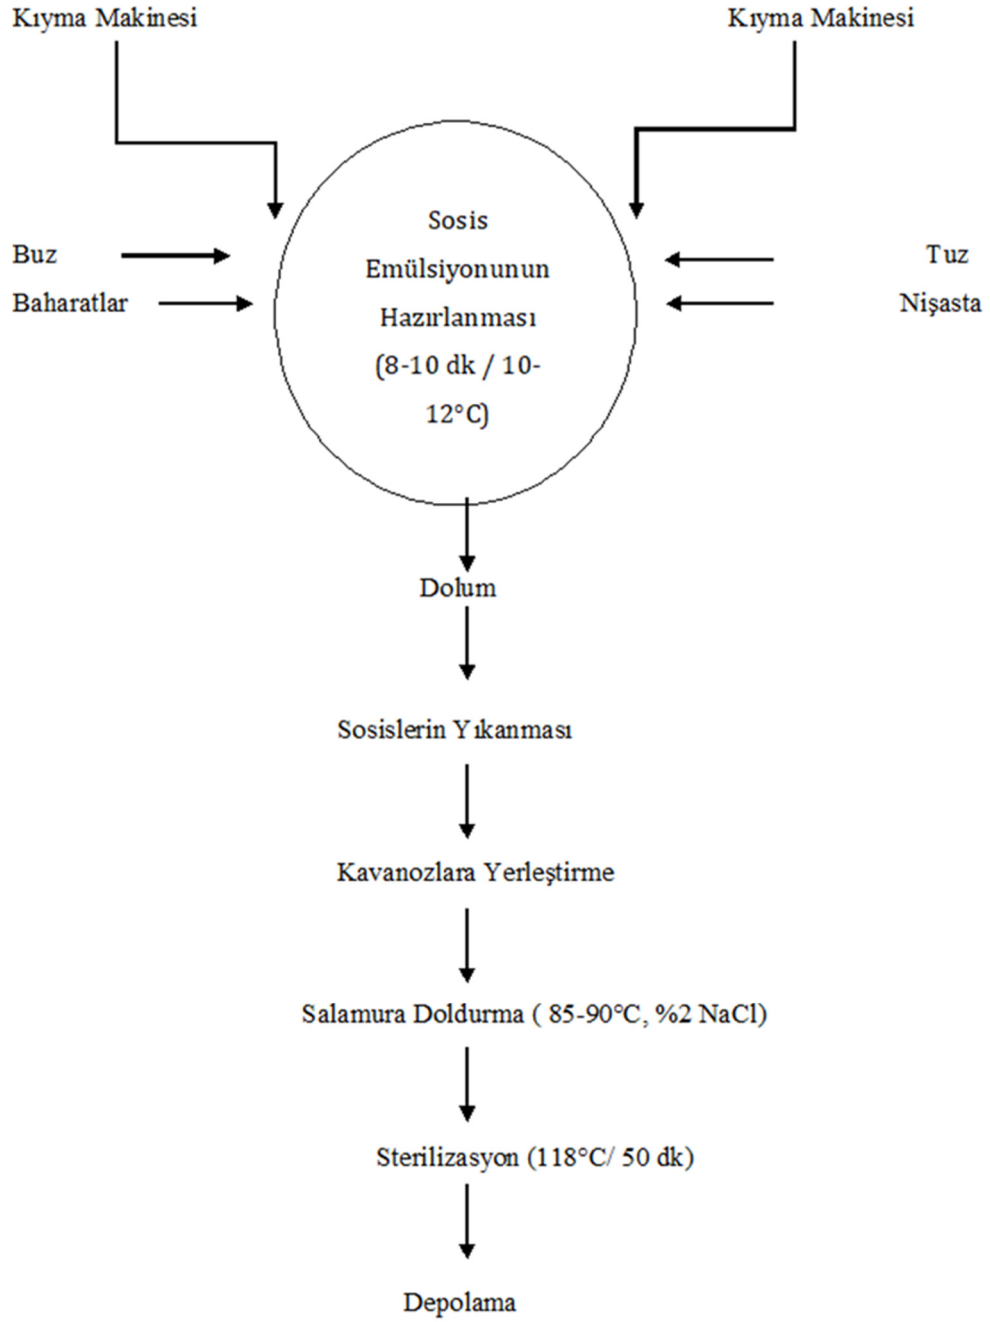 Kıyma Makinesi
Kıyma Makinesi
Sosis
Emülsiyonunun
Hazırlanması
(8-10 dk / 10-
12°C)
Buz
Baharatlar
Tuz
Nişasta
Dolum
Sosislerin Yıkanması
Kavanozlara Yerleştirme
Salamura Doldurma ( 85-90°C, %2 NaCl)
Sterilizasyon (118°C/ 50 dk)
Depolama